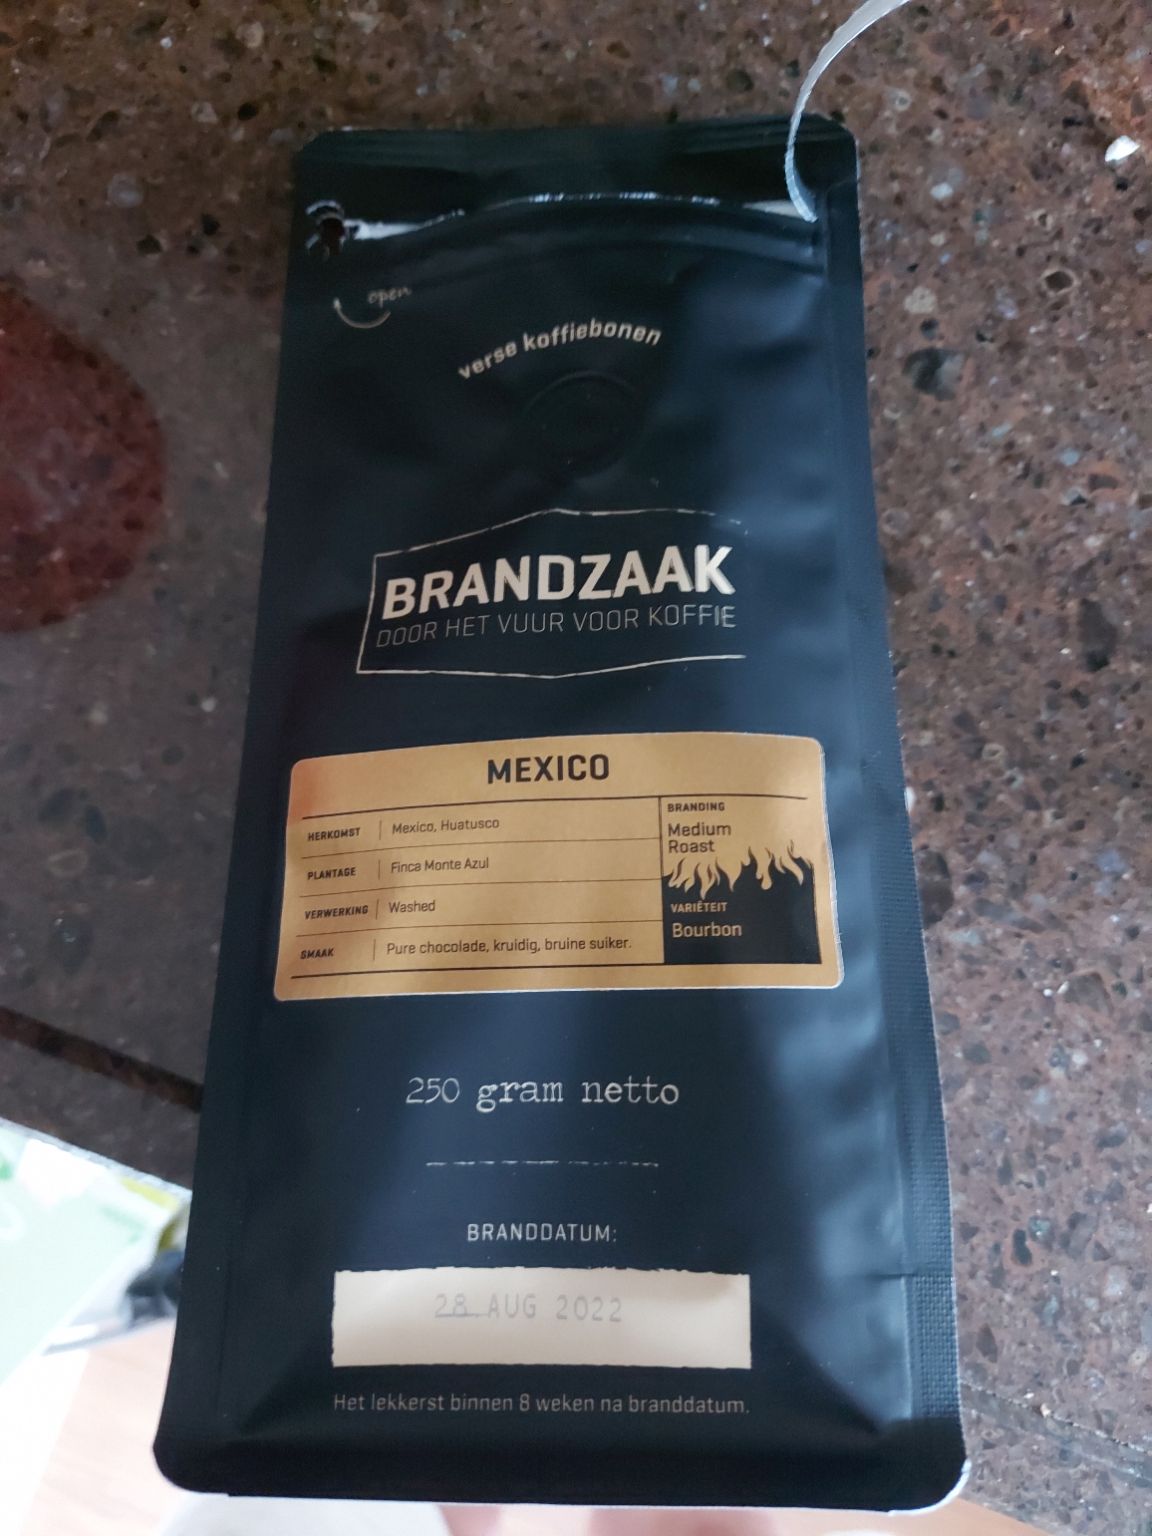 open
verse koffiebonen
BRANDZAAK
DOOR HET VUUR VOOR KOFFIE
MEXICO
HERKOMST Mexico, Huatusco
PLANTAGE Finca Monte Azul
VERWERKING Washed
SMAAK Pure chocolade, kruidig, bruine suiker.
BRANDING
Medium
Roast
VARIËTEIT
Bourbon
250 gram netto
BRANDDATUM:
28 AUG 2022
Het lekkerst binnen 8 weken na branddatum.